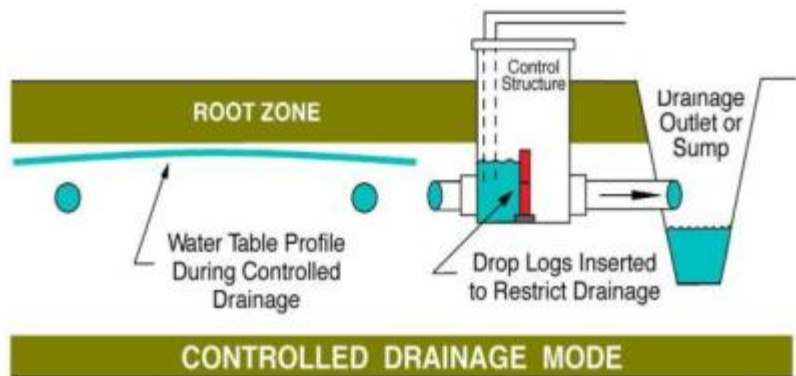 Control
Structure
ROOT ZONE
Drainage
Outlet or
Sump
Water Table Profile
During Controlled
Drainage
Drop Logs Inserted
to Restrict Drainage
CONTROLLED DRAINAGE MODE